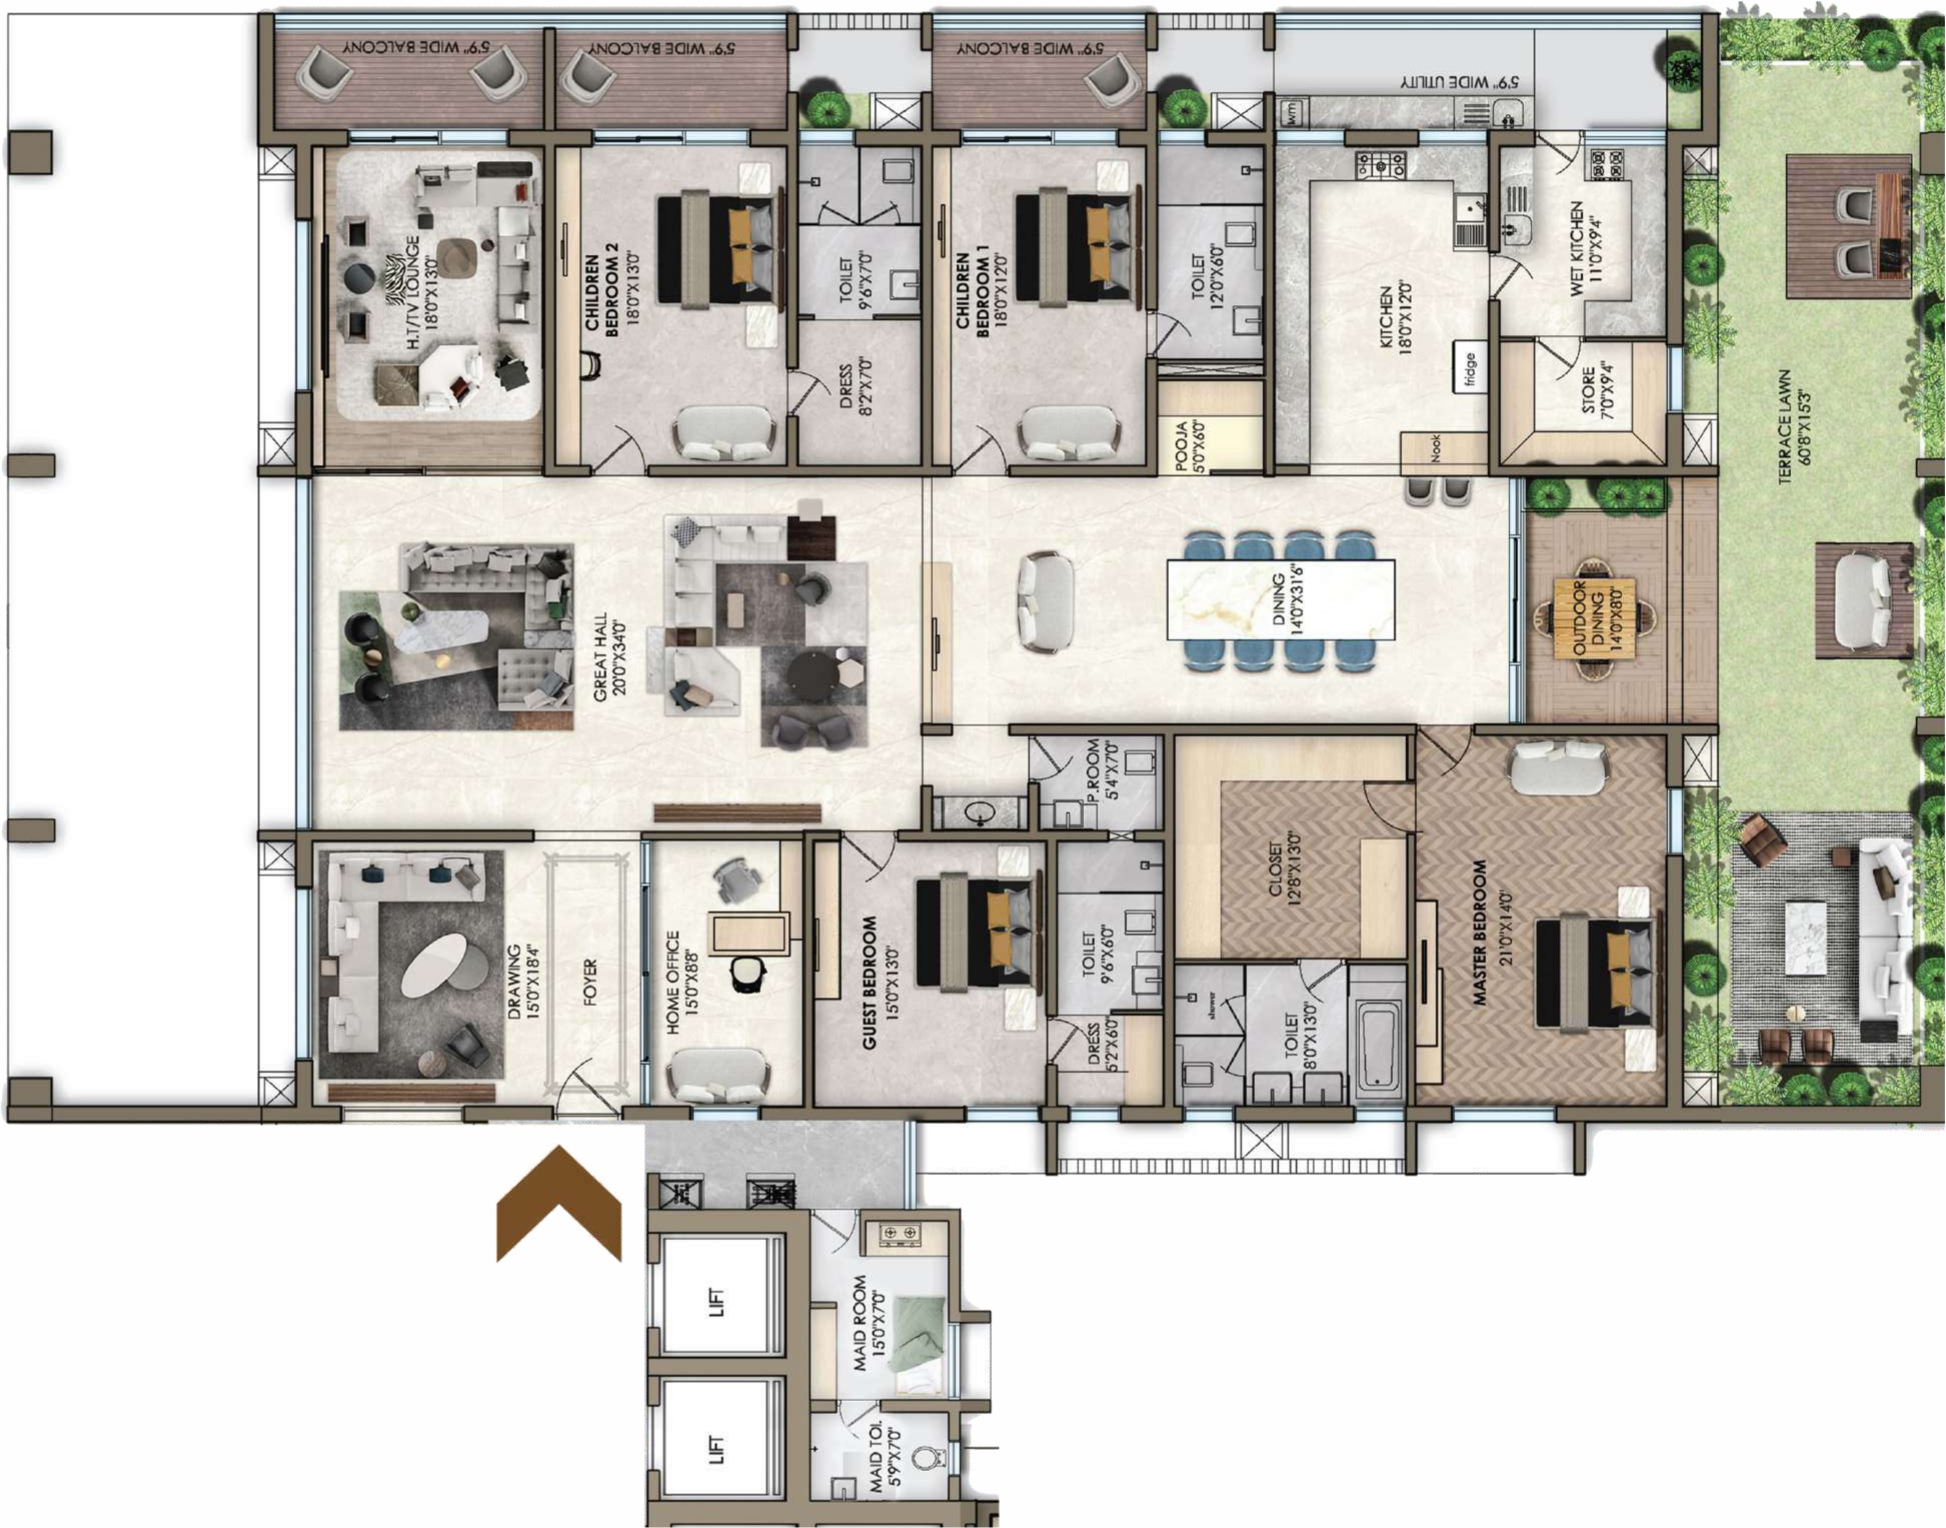 5'9" WIDE BALCONY
5'9" WIDE BALCONY
5'9" WIDE BALCONY
5'9" WIDE UTILITY
wm
H.T/TV LOUNGE
18'0"X13'0"
CHILDREN
BEDROOM 2
18'0"X13'0"
TOILET
9'6"X7'0"
DRESS
8'2"X7'0"
CHILDREN
BEDROOM 1
18'0"X12'0"
TOILET
12'0"X6'0"
POOJA
5'0"X6'0"
KITCHEN
18'0"X12'0"
fridge
Nook
WET KITCHEN
11'0"X9'4"
STORE
7'0"X9'4"
TERRACE LAWN
60'8"X15'3"
GREAT HALL
20'0"X34'0"
DINING
14'0"X31'6"
OUTDOOR
DINING
14'0"X8'0"
P.ROOM
5'4"X7'0"
DRAWING
15'0"X18'4"
FOYER
HOME OFFICE
15'0"X8'8"
GUEST BEDROOM
15'0"X13'0"
TOILET
9'6"X6'0"
DRESS
5'2"X6'0"
CLOSET
12'8"X13'0"
shower
TOILET
8'0"X13'0"
MASTER BEDROOM
21'0"X14'0"
LIFT
MAID ROOM
15'0"X7'0"
LIFT
MAID TOI.
5'9"X7'0"